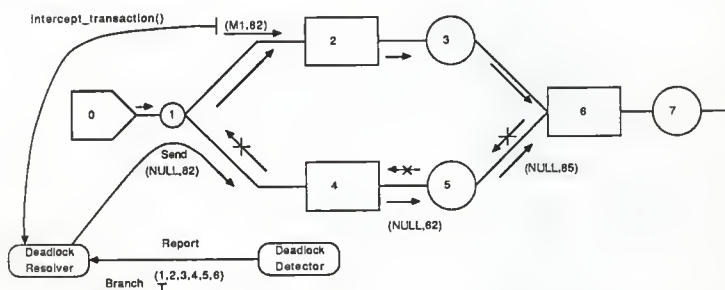 Intercept_transaction()
(M1,82)
2
3
0
1
6
7
Send
(NULL,82)
4
5
(NULL,85)
(NULL,62)
Deadlock
Resolver
Report
Deadlock
Detector
Branch (1,2,3,4,5,6)
T